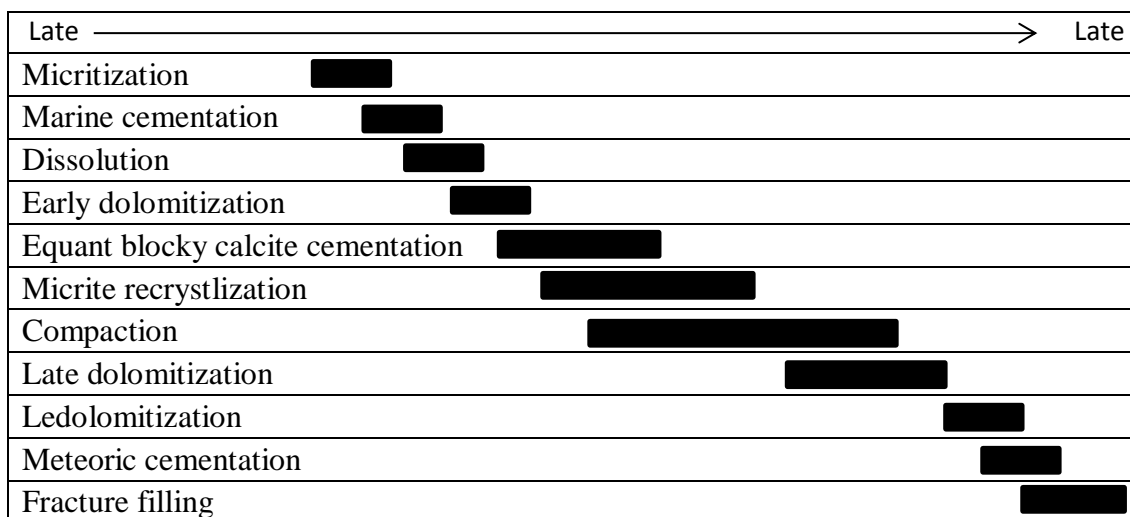 Late Late
Micritization
Marine cementation
Dissolution
Early dolomitization
Equant blocky calcite cementation
Micrite recrystlization
Compaction
Late dolomitization
Ledolomitization
Meteoric cementation
Fracture filling